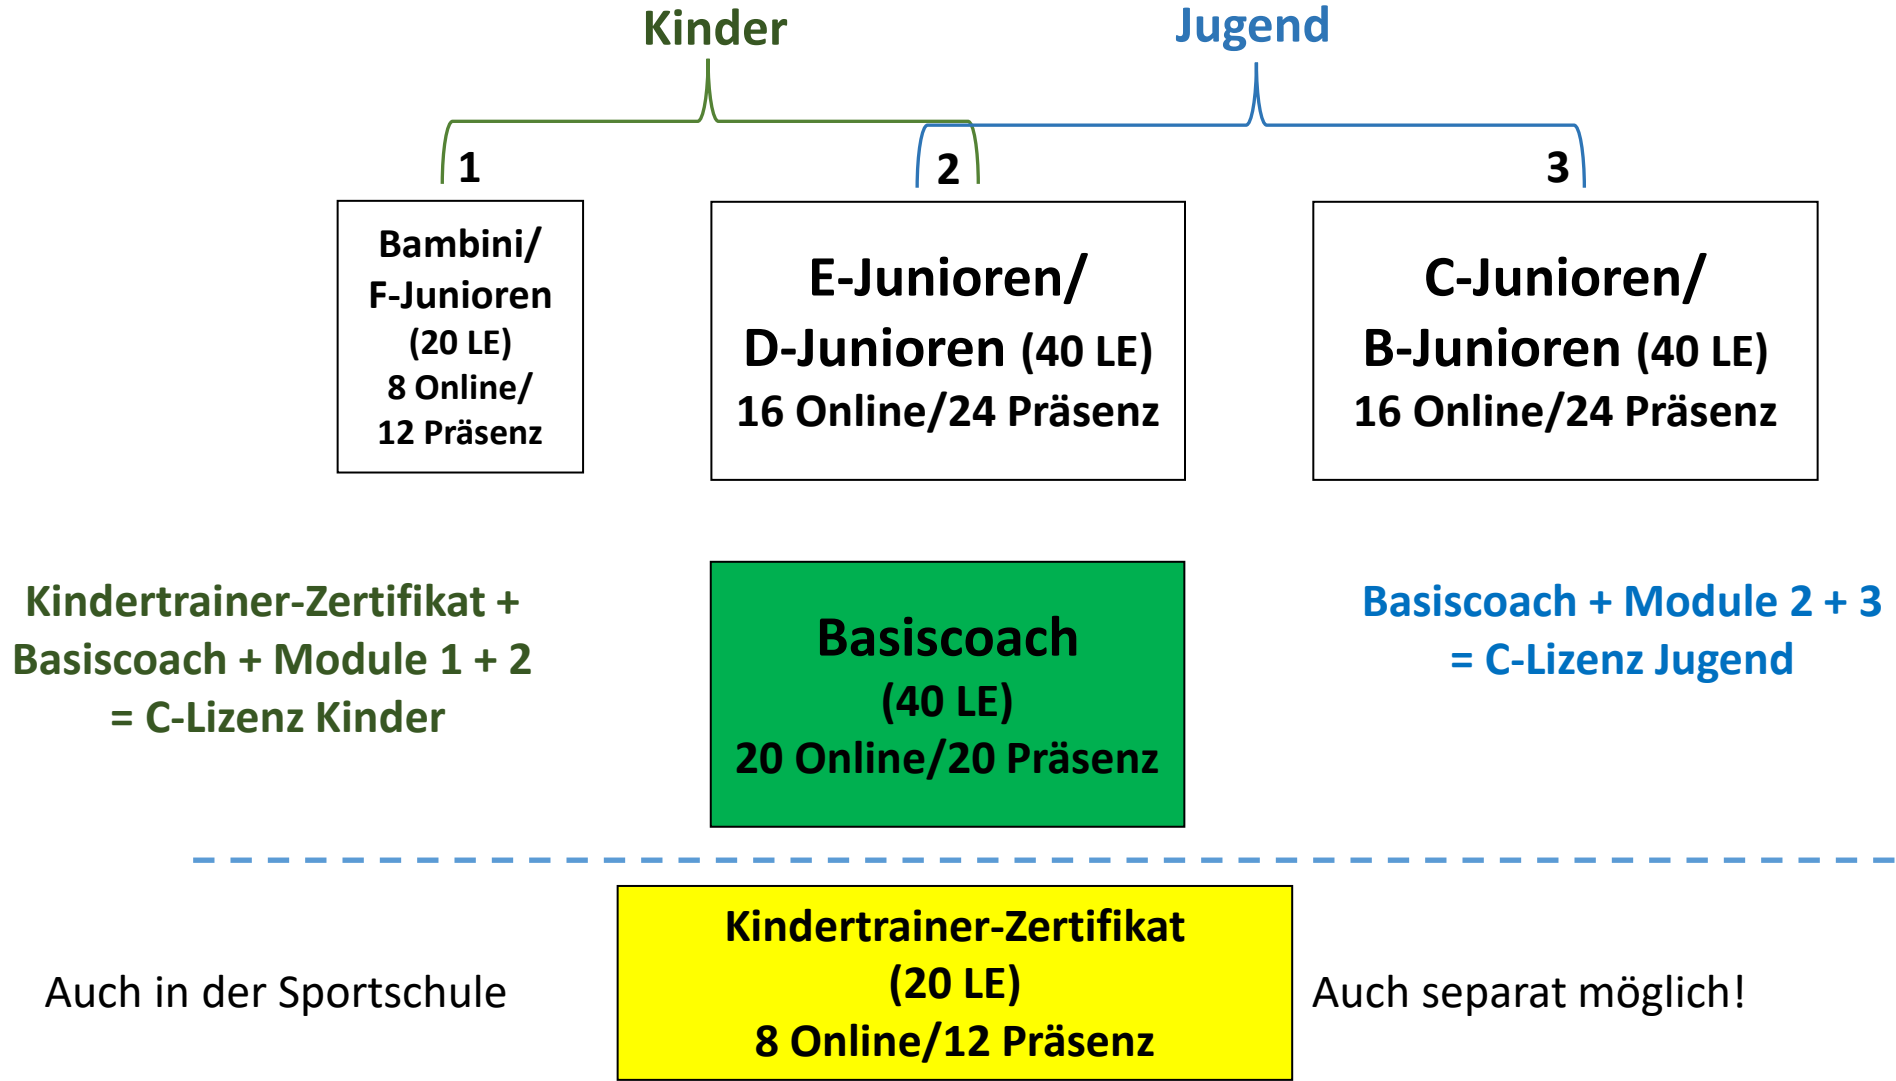 Kinder
Jugend
1
2
3
Bambini/
F-Junioren
(20 LE)
8 Online/
12 Präsenz
E-Junioren/
D-Junioren (40 LE)
16 Online/24 Präsenz
C-Junioren/
B-Junioren (40 LE)
16 Online/24 Präsenz
Kindertrainer-Zertifikat +
Basiscoach + Module 1 + 2
= C-Lizenz Kinder
Basiscoach
(40 LE)
20 Online/20 Präsenz
Basiscoach + Module 2 + 3
= C-Lizenz Jugend
Auch in der Sportschule
Kindertrainer-Zertifikat
(20 LE)
8 Online/12 Präsenz
Auch separat möglich!